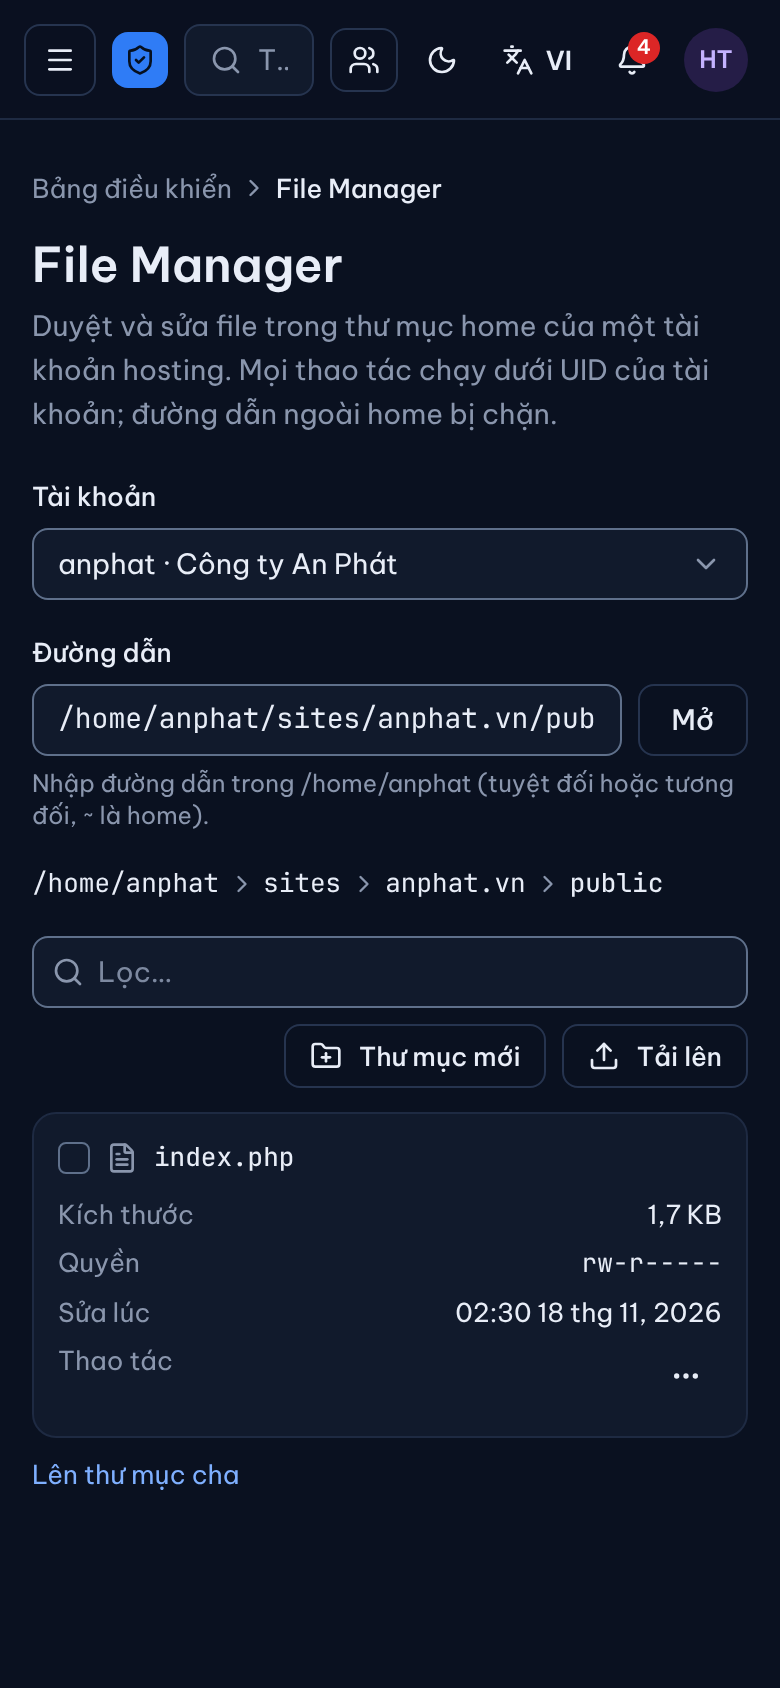 T..
VI
4
HT
Bảng điều khiển > File Manager
File Manager
Duyệt và sửa file trong thư mục home của một tài
khoản hosting. Mọi thao tác chạy dưới UID của tài
khoản; đường dẫn ngoài home bị chặn.
Tài khoản
anphat · Công ty An Phát
Đường dẫn
/home/anphat/sites/anphat.vn/pub
Mở
Nhập đường dẫn trong /home/anphat (tuyệt đối hoặc tương
đối, ~ là home).
/home/anphat > sites > anphat.vn > public
Lọc...
Thư mục mới
Tải lên
index.php
Kích thước 1,7 KB
Quyền rw-r-----
Sửa lúc 02:30 18 thg 11, 2026
Thao tác ...
Lên thư mục cha